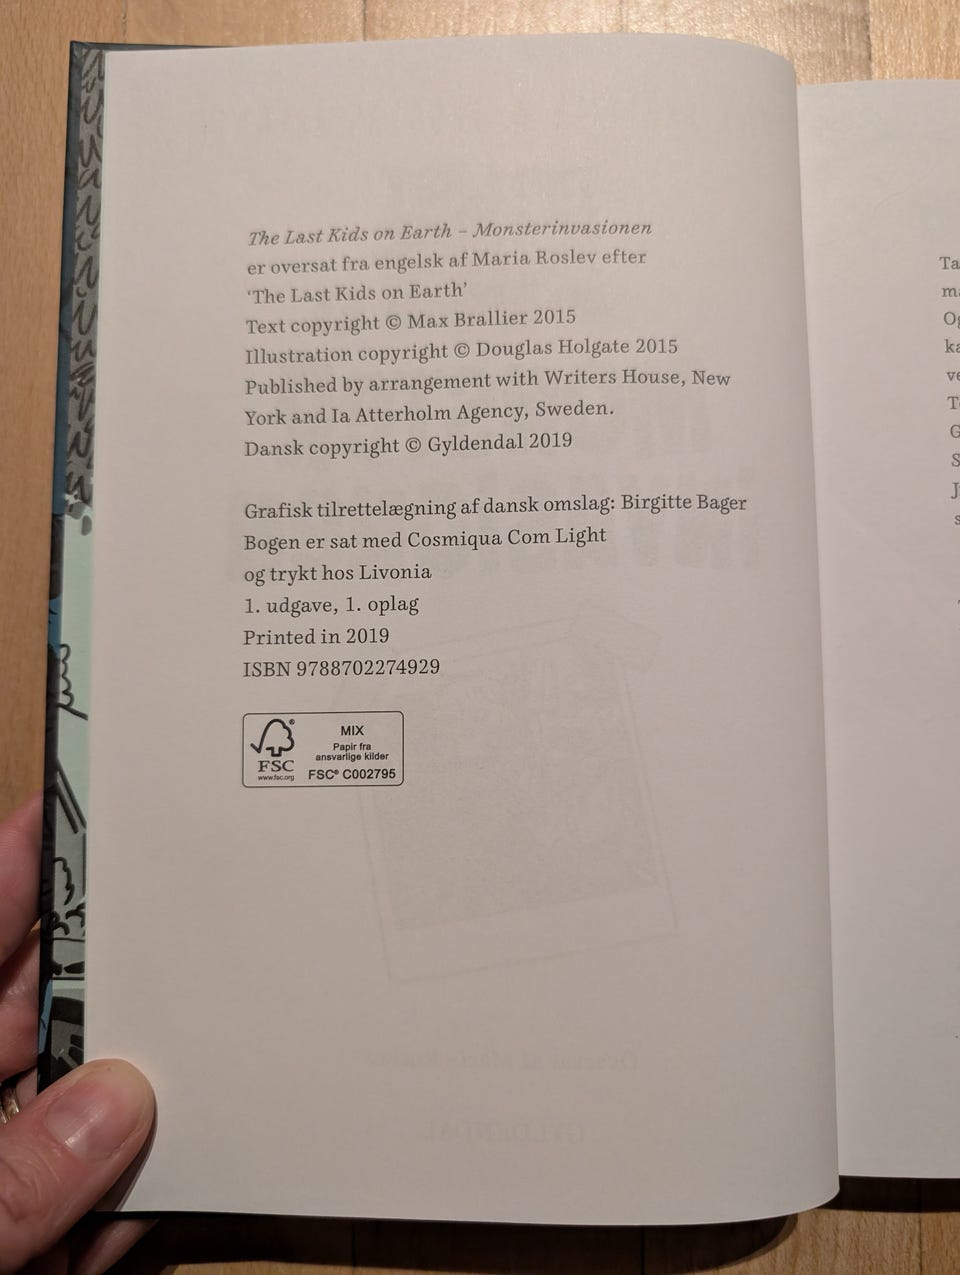 The Last Kids on Earth – Monsterinvasionen
er oversat fra engelsk af Maria Roslev efter
‘The Last Kids on Earth’
Text copyright © Max Brallier 2015
Illustration copyright © Douglas Holgate 2015
Published by arrangement with Writers House, New
York and Ia Atterholm Agency, Sweden.
Dansk copyright © Gyldendal 2019
Grafisk tilrettelægning af dansk omslag: Birgitte Bager
Bogen er sat med Cosmiqua Com Light
og trykt hos Livonia
1. udgave, 1. oplag
Printed in 2019
ISBN 9788702274929
FSC®
www.fsc.org
MIX
Papir fra
ansvarlige kilder
FSC® C002795